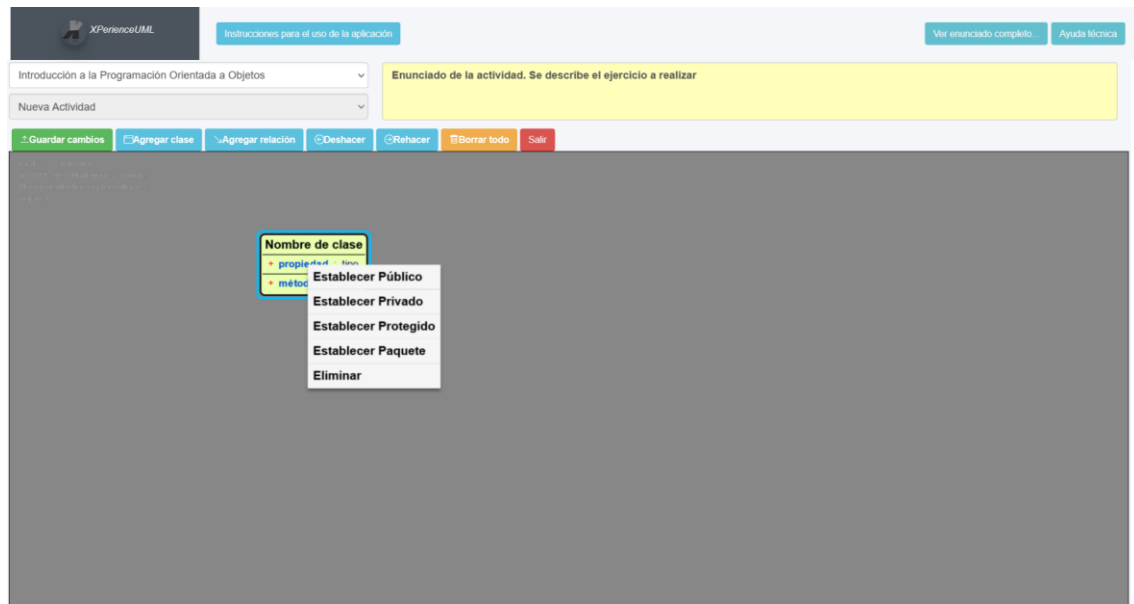 XPerienceUML
Instrucciones para el uso de la aplicación
Ver enunciado completo...
Ayuda técnica
Introducción a la Programación Orientada a Objetos
Enunciado de la actividad. Se describe el ejercicio a realizar
Nueva Actividad
Guardar cambios
Agregar clase
Agregar relación
Deshacer
Rehacer
Borrar todo
Salir
Nombre de clase
+ propiedad : tipo
+ métod
Establecer Público
Establecer Privado
Establecer Protegido
Establecer Paquete
Eliminar